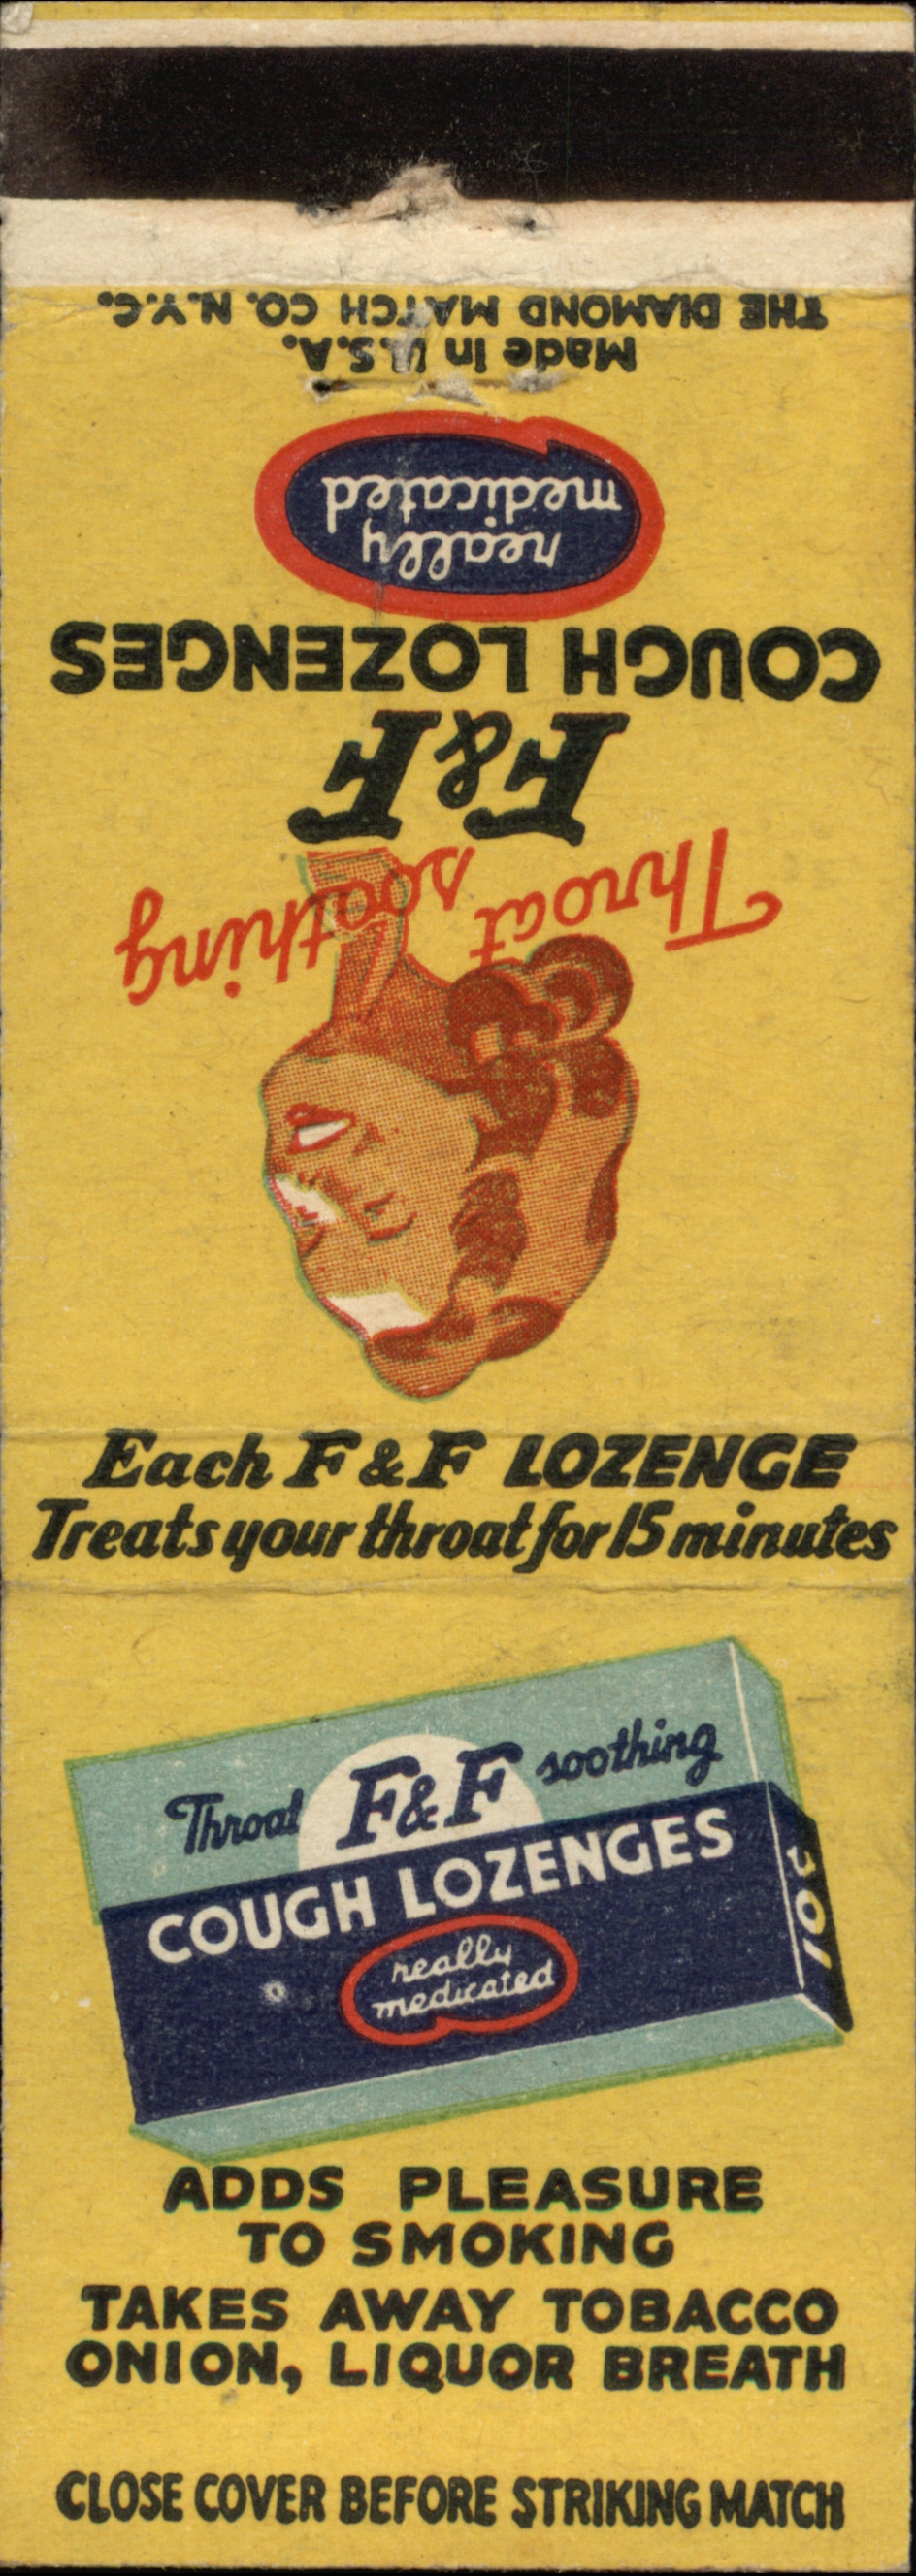 THE DIAMOND MATCH CO. N.Y.C.
Made in U.S.A.
really
medicated
COUGH LOZENGES
F&F
Throat soothing
Each F & F LOZENGE
Treats your throat for 15 minutes
Throat F&F soothing
COUGH LOZENGES
really
medicated
10¢
ADDS PLEASURE
TO SMOKING
TAKES AWAY TOBACCO
ONION, LIQUOR BREATH
CLOSE COVER BEFORE STRIKING MATCH